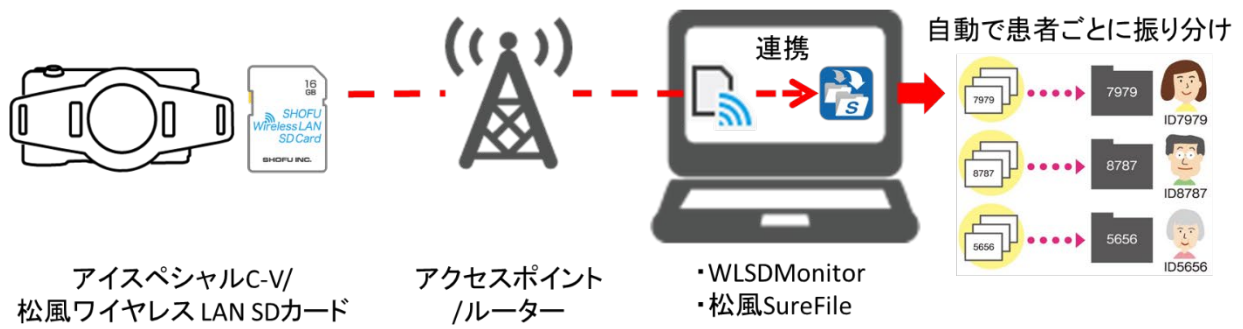 自動で患者ごとに振り分け
連携
16
GB
SHOFU
Wireless LAN
SD Card
SHOFU INC.
S
7979
7979
ID7979
8787
8787
ID8787
5656
5656
ID5656
アイスペシャルC-V/
松風ワイヤレス LAN SDカード
アクセスポイント
/ルーター
・WLSDMonitor
・松風SureFile